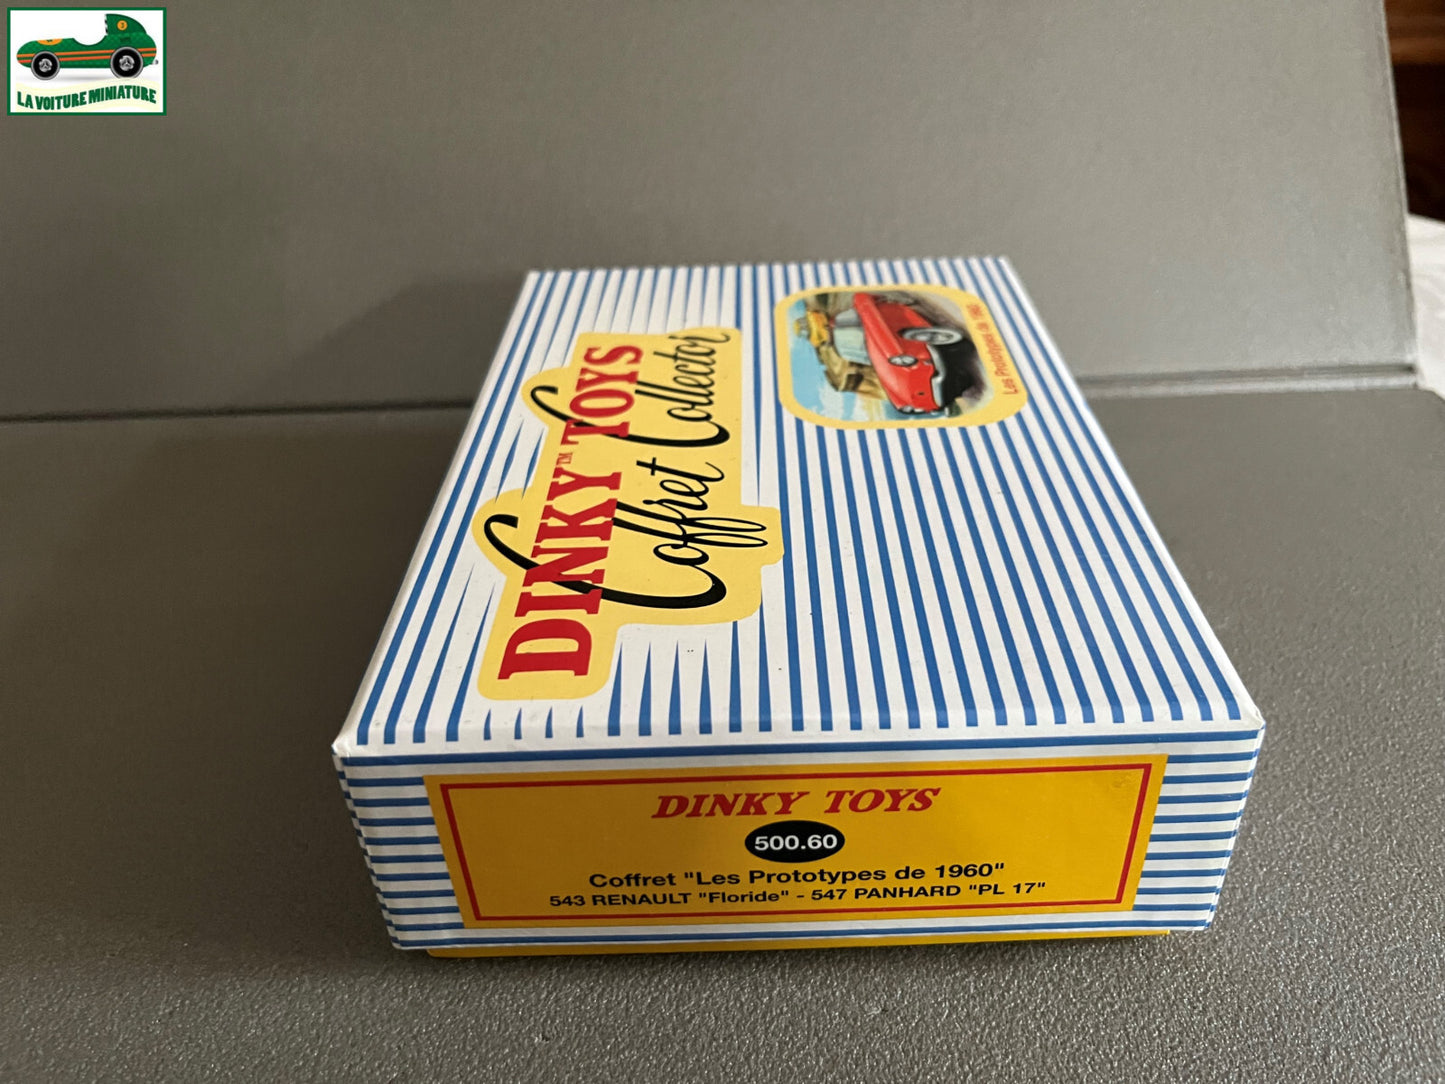 LA VOITURE MINIATURE
DINKY TOYS™
Coffret Collector
Les Prototypes de 1960
DINKY TOYS
500.60
Coffret "Les Prototypes de 1960"
543 RENAULT "Floride" - 547 PANHARD "PL 17"